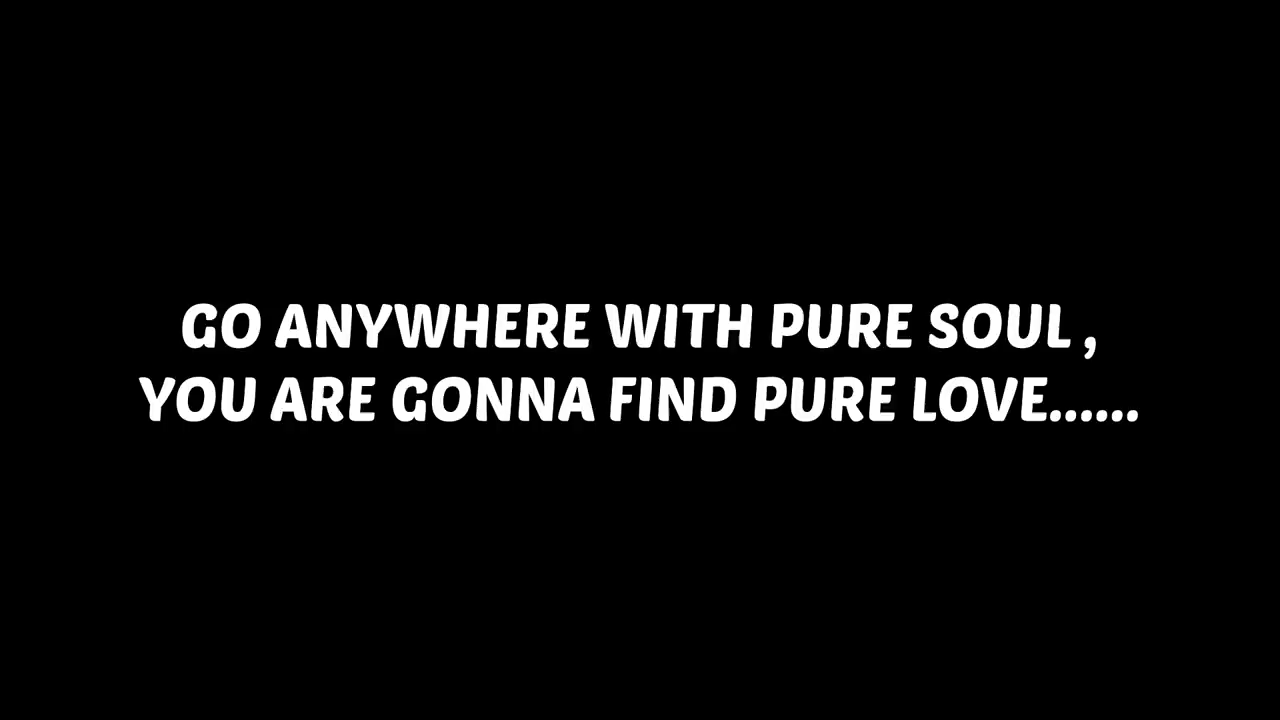 GO ANYWHERE WITH PURE SOUL ,
YOU ARE GONNA FIND PURE LOVE......